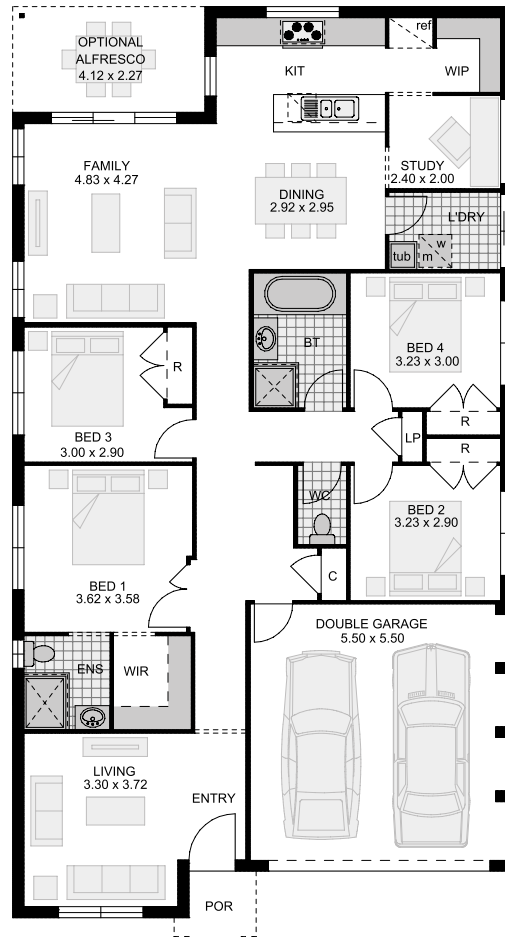 ref
OPTIONAL
ALFRESCO
4.12 x 2.27
KIT
WIP
FAMILY
4.83 x 4.27
STUDY
2.40 x 2.00
DINING
2.92 x 2.95
L'DRY
w
tub
m
BT
BED 4
3.23 x 3.00
R
R
BED 3
3.00 x 2.90
LP
R
WC
BED 2
3.23 x 2.90
BED 1
3.62 x 3.58
C
DOUBLE GARAGE
5.50 x 5.50
ENS
WIR
LIVING
3.30 x 3.72
ENTRY
POR